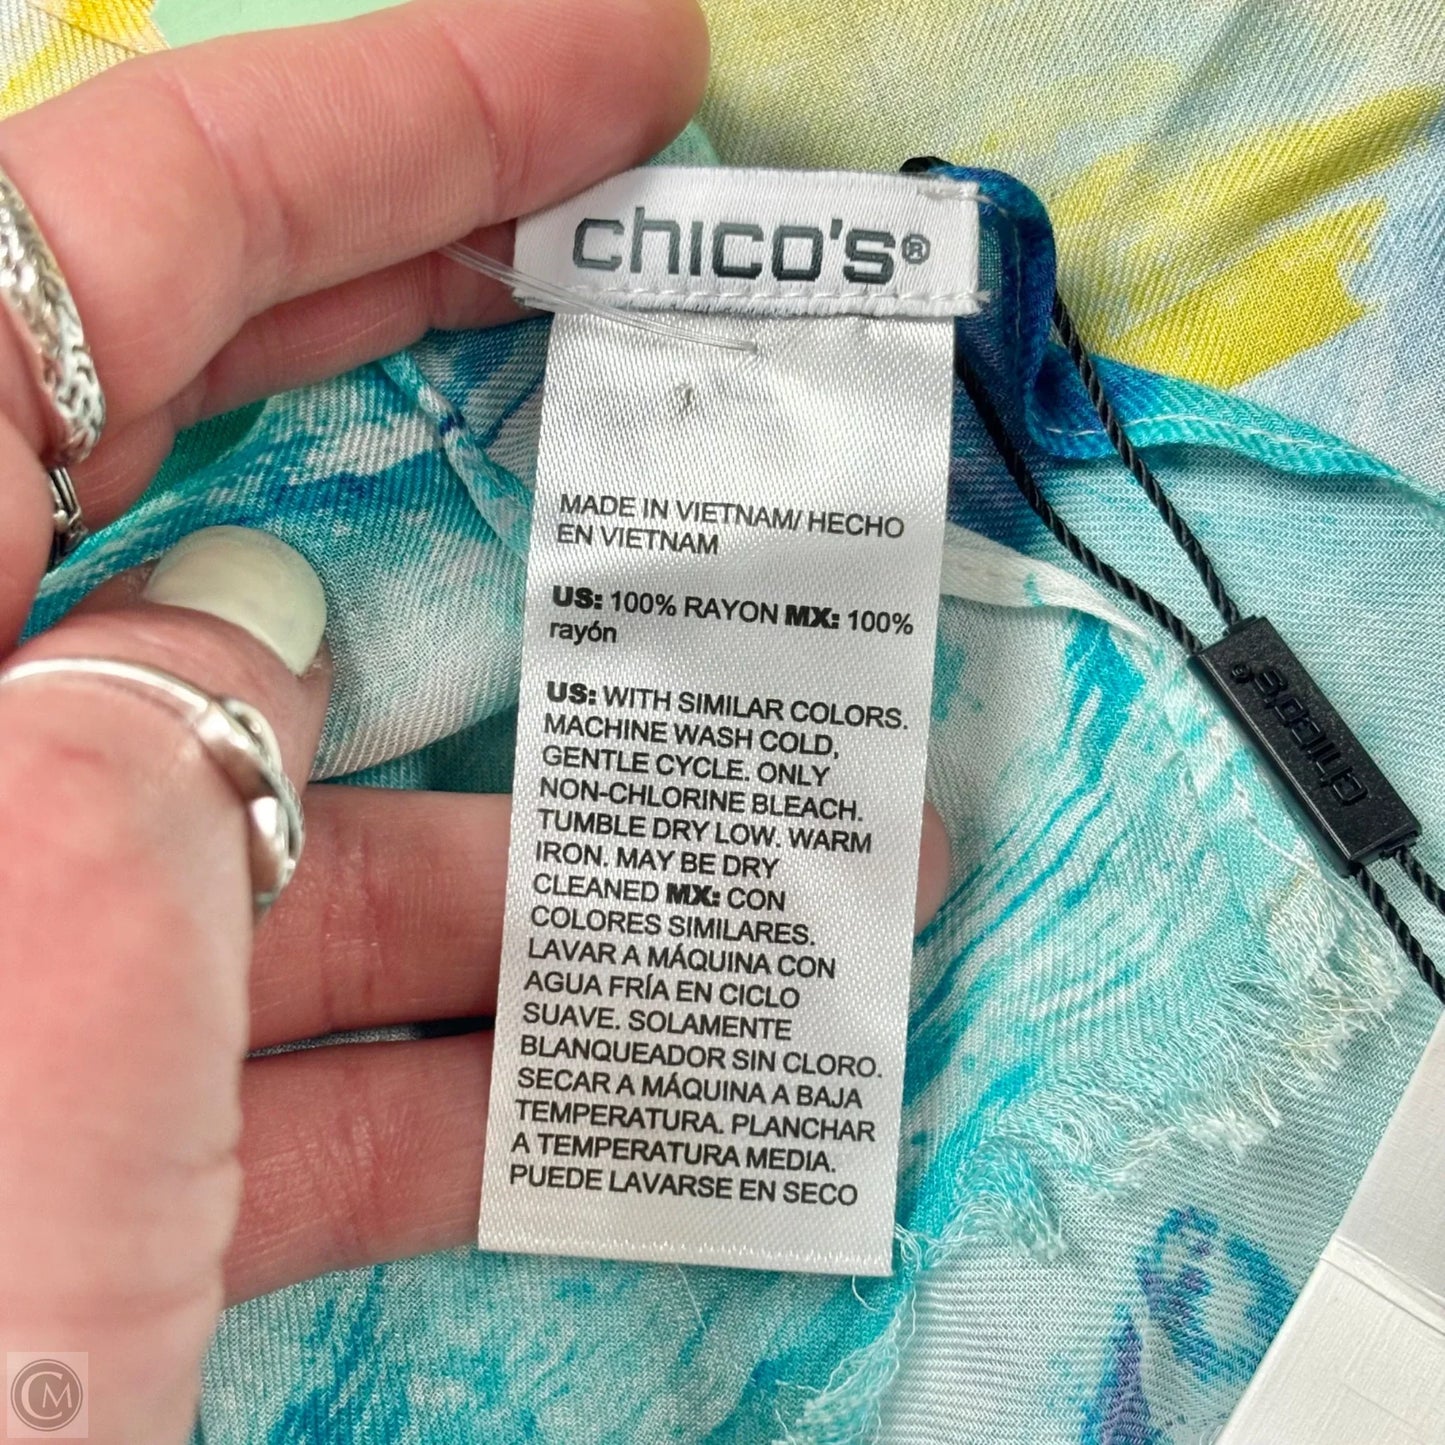 chico's®
MADE IN VIETNAM/ HECHO
EN VIETNAM
US: 100% RAYON MX: 100%
rayón
US: WITH SIMILAR COLORS.
MACHINE WASH COLD,
GENTLE CYCLE. ONLY
NON-CHLORINE BLEACH.
TUMBLE DRY LOW. WARM
IRON. MAY BE DRY
CLEANED MX: CON
COLORES SIMILARES.
LAVAR A MÁQUINA CON
AGUA FRÍA EN CICLO
SUAVE. SOLAMENTE
BLANQUEADOR SIN CLORO.
SECAR A MÁQUINA A BAJA
TEMPERATURA. PLANCHAR
A TEMPERATURA MEDIA.
PUEDE LAVARSE EN SECO
chico's®
CM